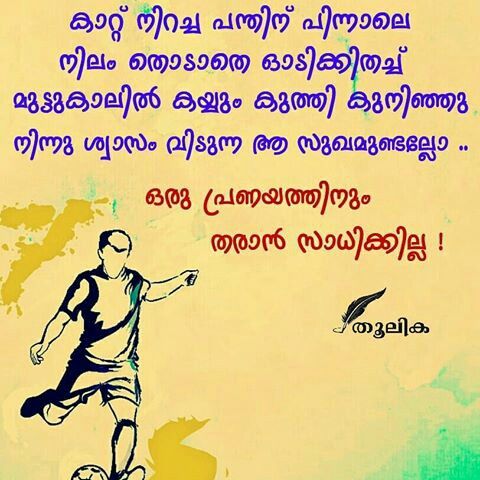 കാറ്റ് നിറച്ച പന്തിന് പിന്നാലെ
നിലം തൊടാതെ ഓടിക്കിതച്ച്
മുട്ടുകാലിൽ കയ്യും കുത്തി കുനിഞ്ഞു
നിന്നു ശ്വാസം വിടുന്ന ആ സുഖമുണ്ടല്ലോ ..
ഒരു പ്രണയത്തിനും
തരാൻ സാധിക്കില്ല !
തൂലിക